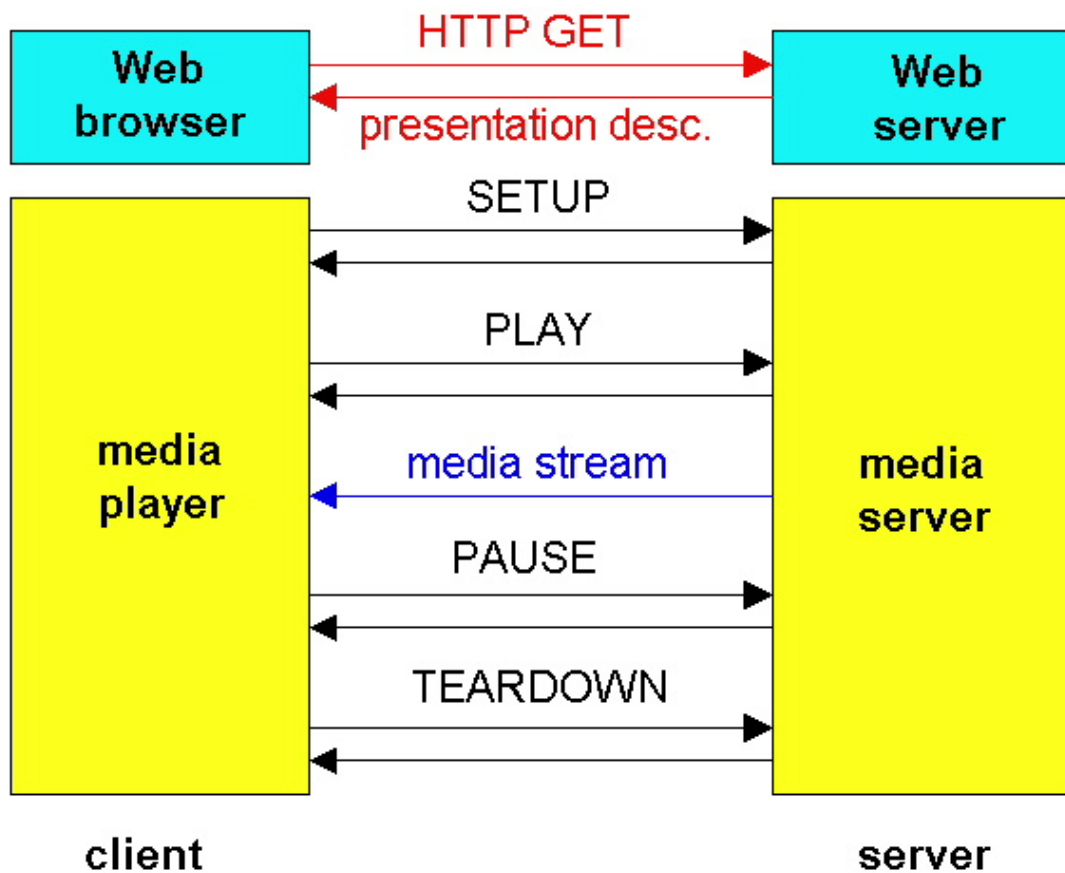 HTTP GET
Web
browser
Web
server
presentation desc.
SETUP
PLAY
media
player
media stream
media
server
PAUSE
TEARDOWN
client
server